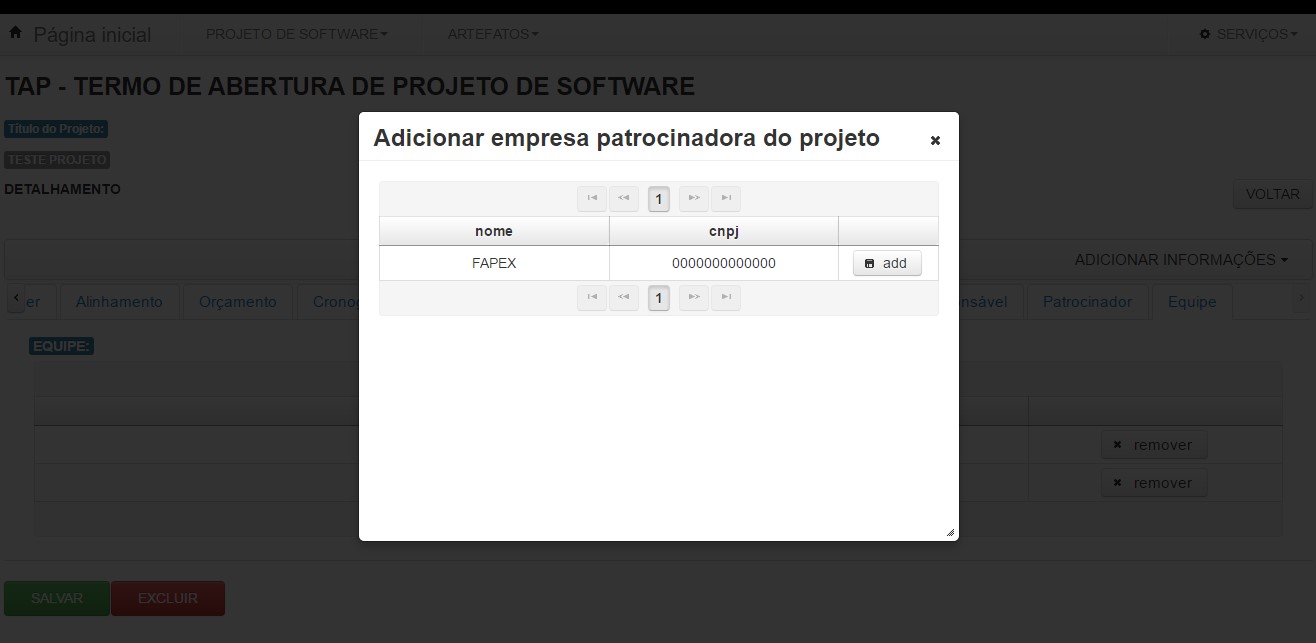 Página inicial PROJETO DE SOFTWARE ARTEFATOS SERVIÇOS
TAP - TERMO DE ABERTURA DE PROJETO DE SOFTWARE
Título do Projeto:
TESTE PROJETO
DETALHAMENTO
VOLTAR
Adicionar empresa patrocinadora do projeto
1
nome cnpj
FAPEX 0000000000000 add
1
ADICIONAR INFORMAÇÕES
er Alinhamento Orçamento Crono nsável Patrocinador Equipe
EQUIPE:
remover
remover
SALVAR EXCLUIR